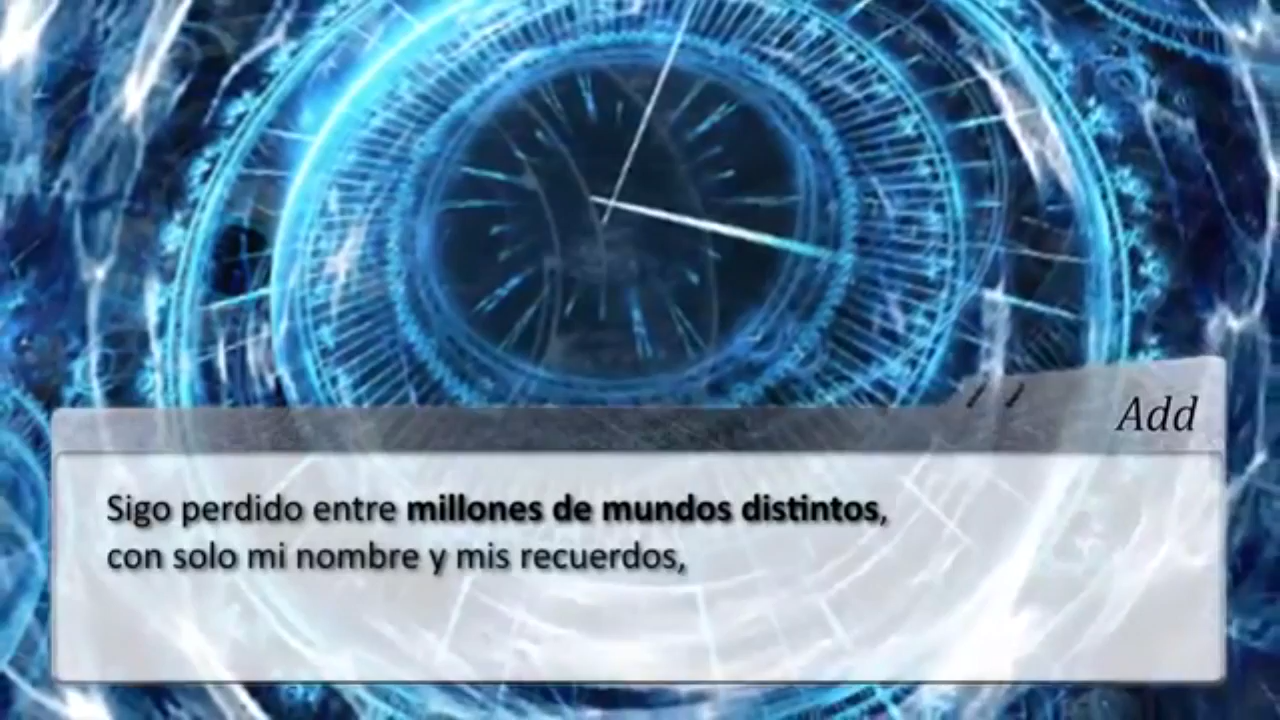 Add
Sigo perdido entre millones de mundos distintos,
con solo mi nombre y mis recuerdos,